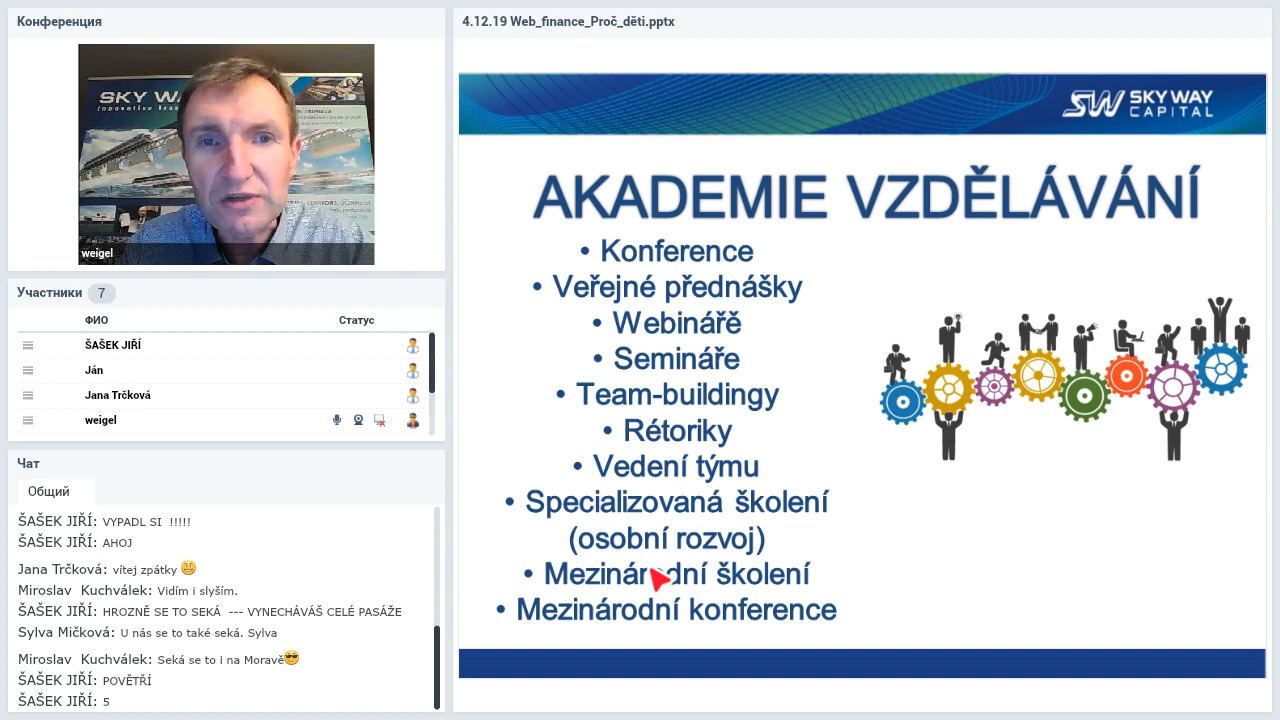 Конференция
SKY WA
weigel
Участники 7
ФИО Статус
ŠAŠEK JIŘÍ
Ján
Jana Trčková
weigel
Чат
Общий
ŠAŠEK JIŘÍ: VYPADL SI !!!!!
ŠAŠEK JIŘÍ: AHOJ
Jana Trčková: vítej zpátky
Miroslav Kuchválek: Vidím i slyším.
ŠAŠEK JIŘÍ: HROZNĚ SE TO SEKÁ --- VYNECHÁVÁŠ CELÉ PASÁŽE
Sylva Mičková: U nás se to také seká. Sylva
Miroslav Kuchválek: Seká se to i na Moravě
ŠAŠEK JIŘÍ: POVĚTŘÍ
ŠAŠEK JIŘÍ: 5
4.12.19 Web_finance_Proč_děti.pptx
SW SKY WAY
CAPITAL
AKADEMIE VZDĚLÁVÁNÍ
• Konference
• Veřejné přednášky
• Webinářě
• Semináře
• Team-buildingy
• Rétoriky
• Vedení týmu
• Specializovaná školení
(osobní rozvoj)
• Mezinárodní školení
• Mezinárodní konference